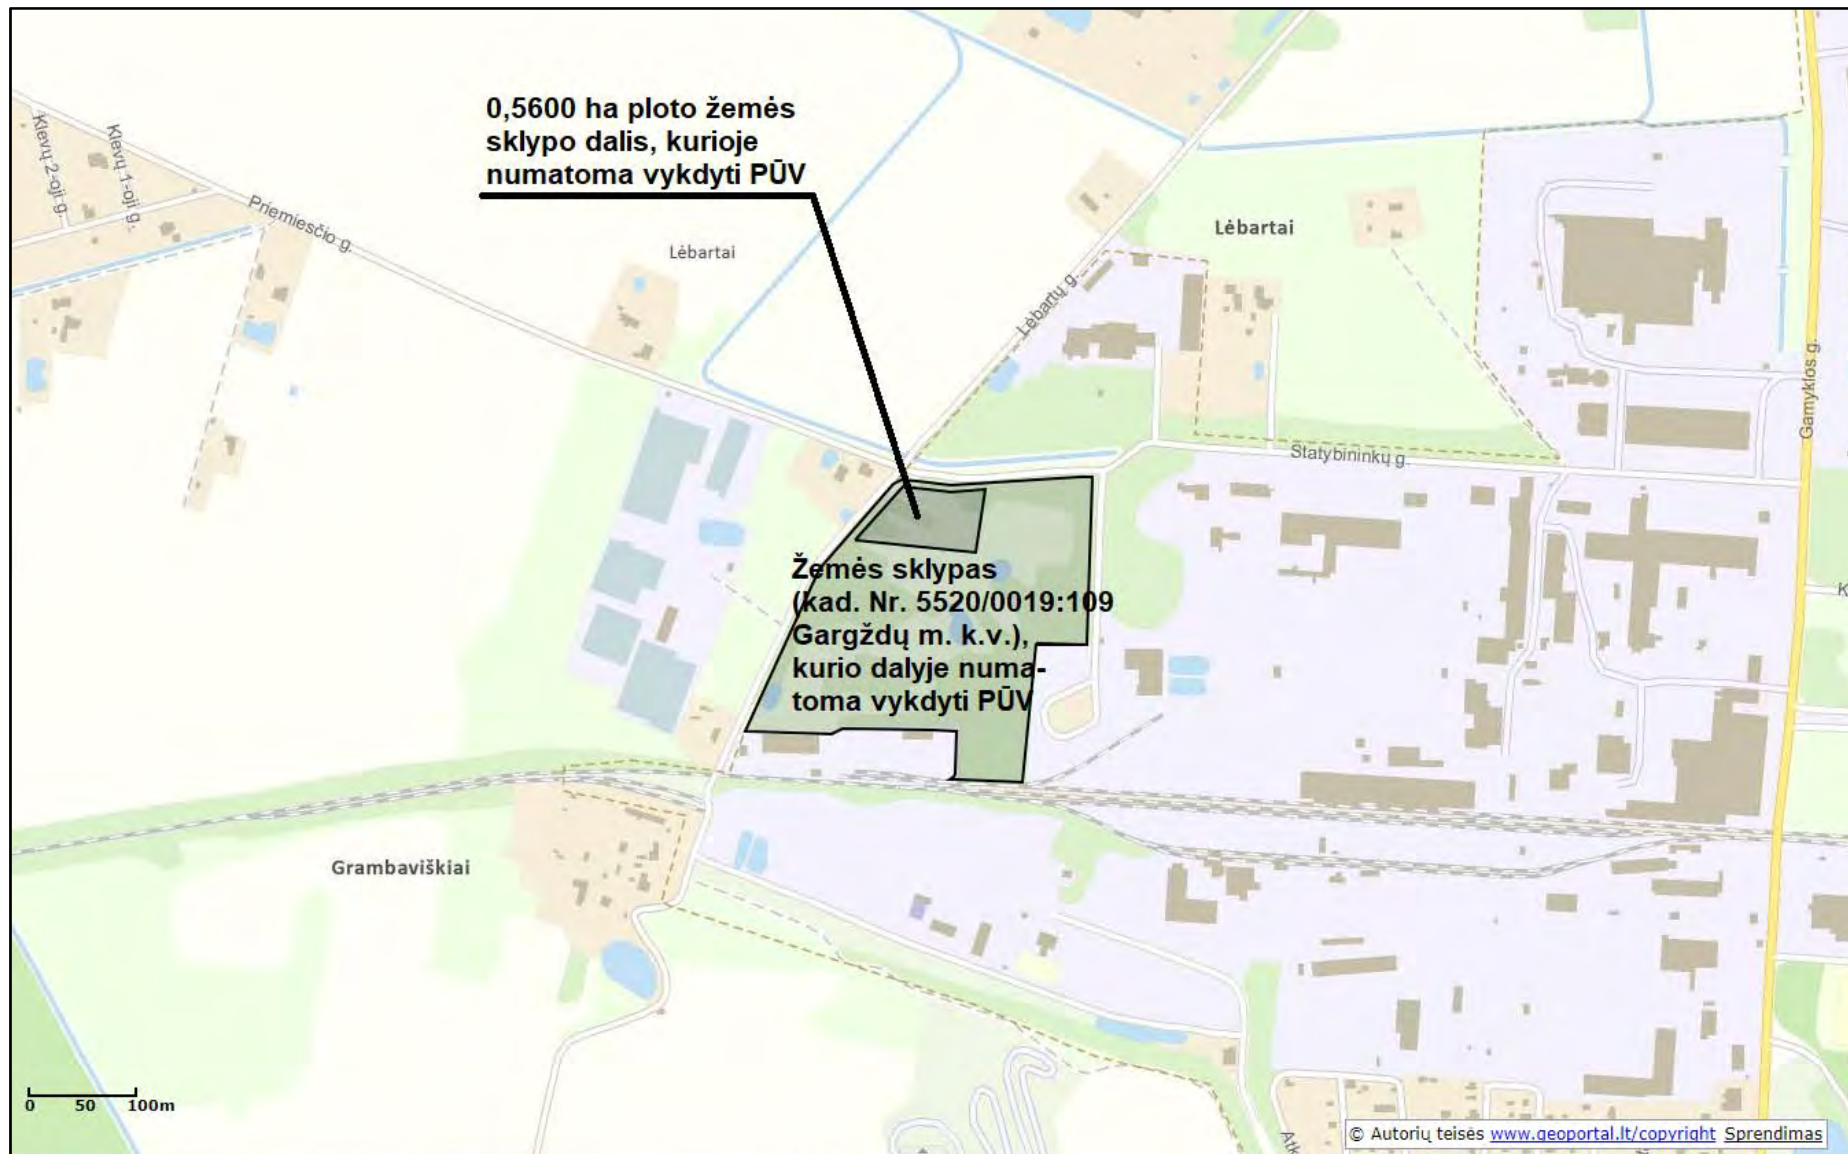 0,5600 ha ploto žemės
sklypo dalis, kurioje
numatoma vykdyti PŪV
Klevų 2-oji g.
Klevų 1-oji g.
Priemiesčio g.
Lėbartai
Lėbartai
Lėbartų g.
Gamyklos g.
Statybininkų g.
Žemės sklypas
(kad. Nr. 5520/0019:109
Gargždų m. k.v.),
kurio dalyje numa-
toma vykdyti PŪV
K
Grambaviškiai
0 50 100m
Atk
© Autorių teisės www.geoportal.lt/copyright Sprendimas